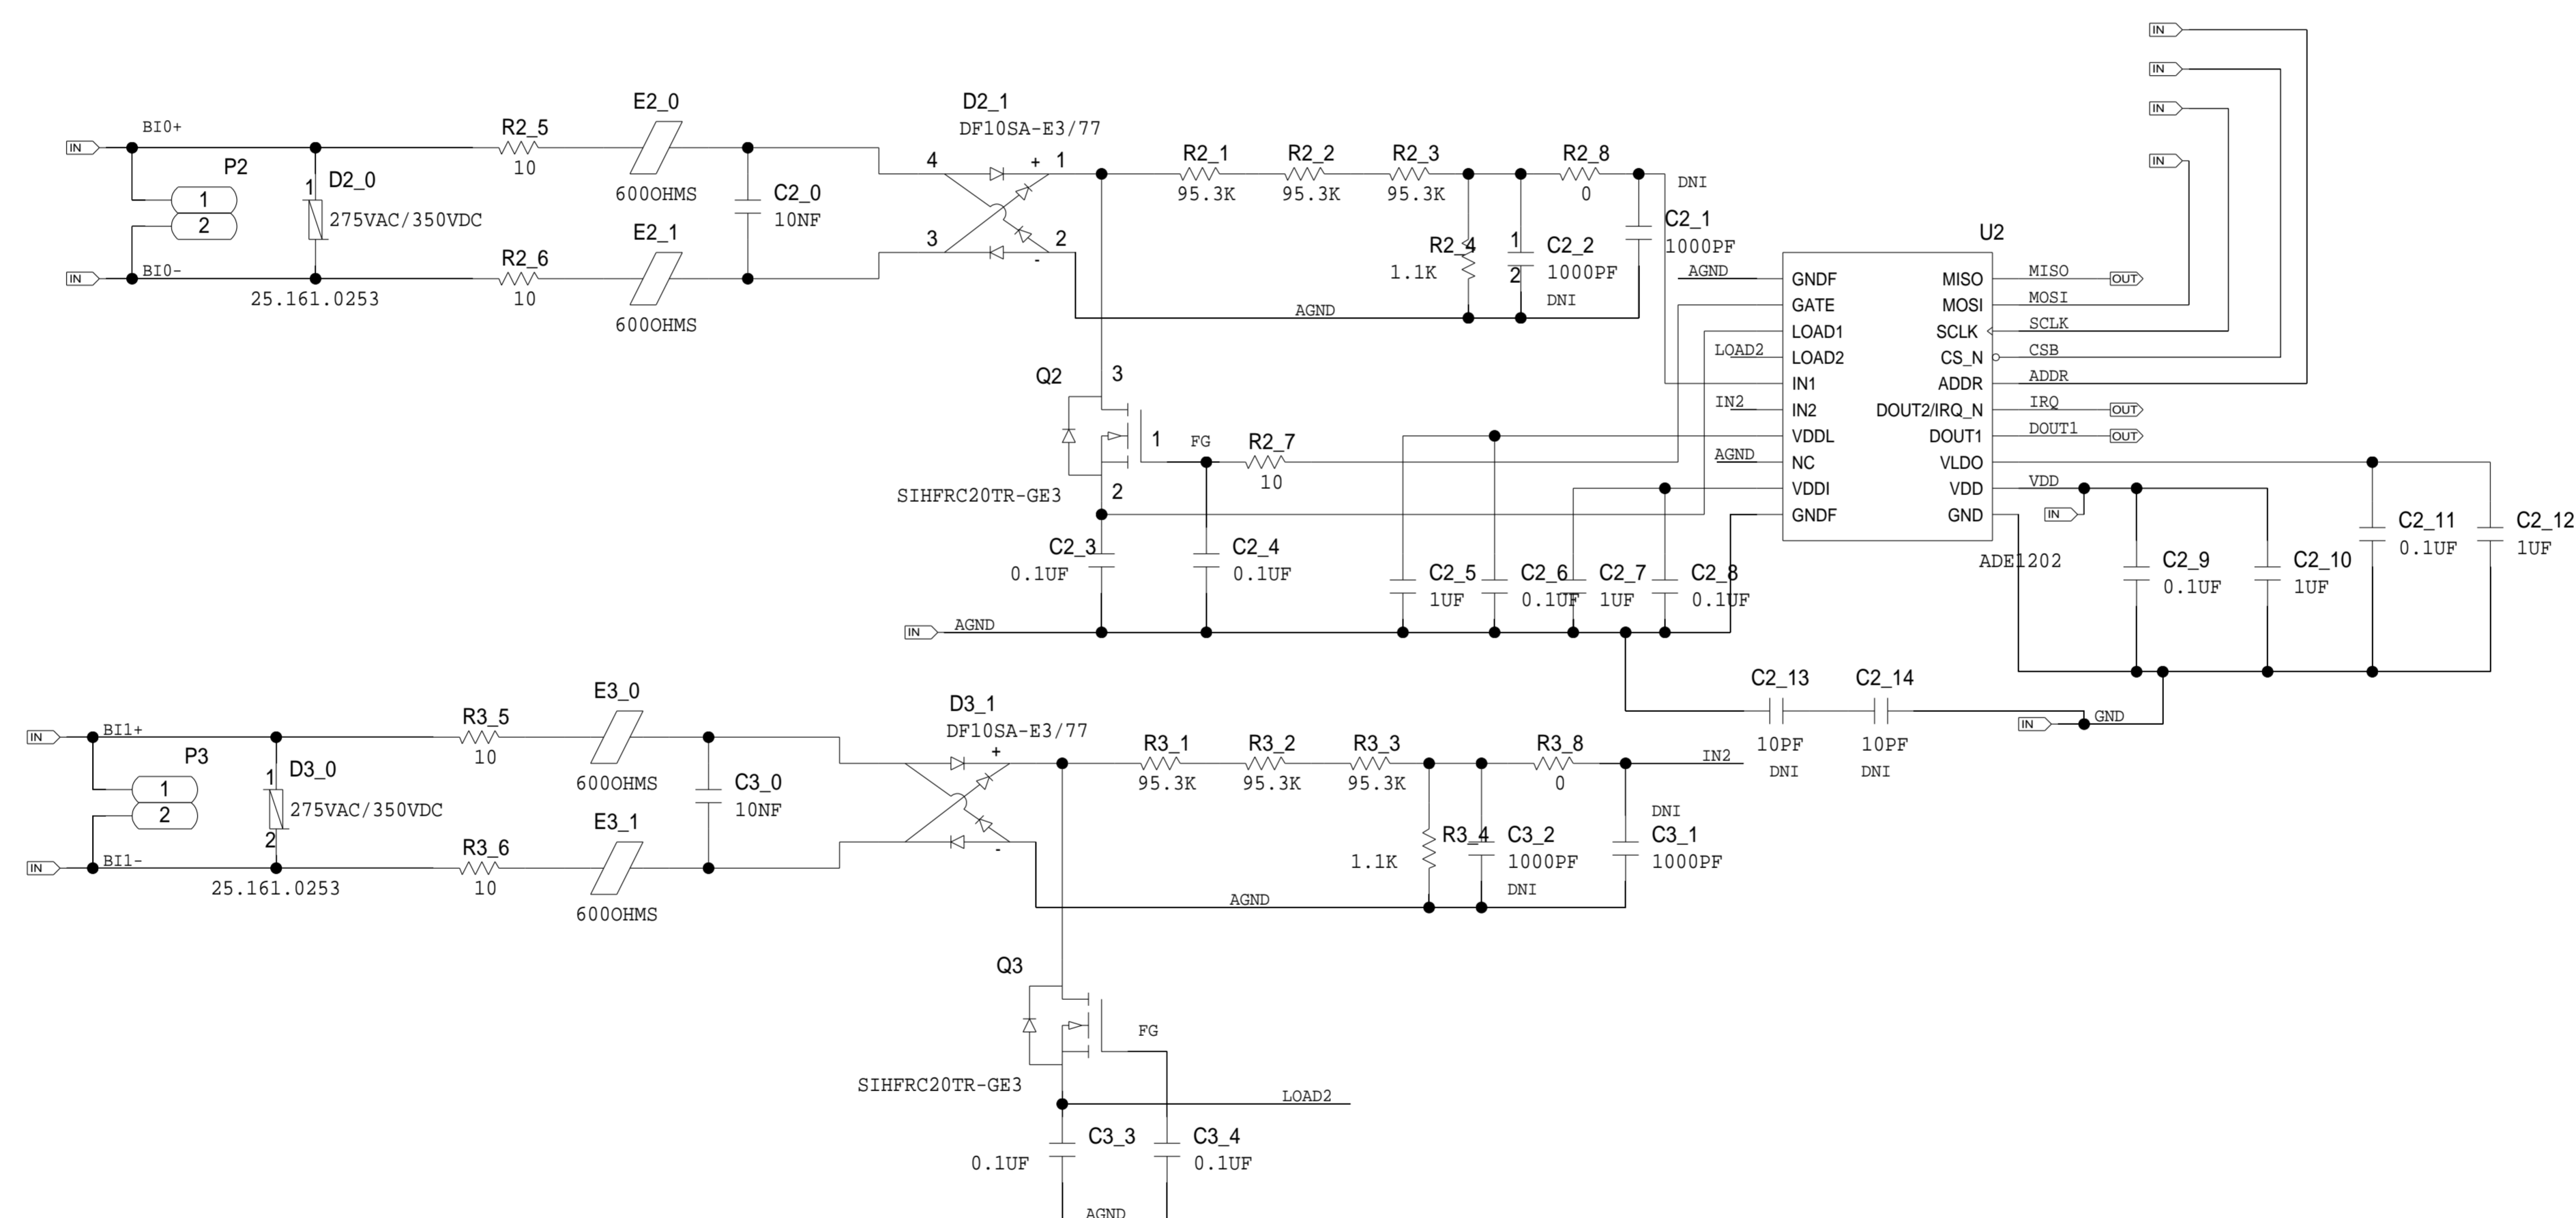 IN
IN
IN
IN
E2_0
D2_1
DF10SA-E3/77
BI0+
IN
R2_5
10
P2
1
2
1
D2_0
275VAC/350VDC
600OHMS
C2_0
10NF
4
+
1
3
2
-
R2_1
95.3K
R2_2
95.3K
R2_3
95.3K
R2_8
0
DNI
C2_1
1000PF
E2_1
R2_6
10
BI0-
IN
25.161.0253
600OHMS
R2_4
1.1K
1
2
C2_2
1000PF
DNI
AGND
U2
AGND
GNDF
MISO
MISO
OUT
GATE
MOSI
MOSI
LOAD1
SCLK
SCLK
LOAD2
LOAD2
CS_N
CSB
IN1
ADDR
ADDR
IN2
IN2
DOUT2/IRQ_N
IRQ
OUT
VDDL
DOUT1
DOUT1
OUT
AGND
NC
VLDO
VDDI
VDD
VDD
GNDF
GND
IN
ADE1202
Q2
3
1
FG
R2_7
10
SIHFRC20TR-GE3
2
C2_3
0.1UF
C2_4
0.1UF
C2_5
1UF
C2_6
0.1UF
C2_7
1UF
C2_8
0.1UF
C2_9
0.1UF
C2_10
1UF
C2_11
0.1UF
C2_12
1UF
IN
AGND
C2_13
10PF
DNI
C2_14
10PF
DNI
IN
GND
E3_0
D3_1
DF10SA-E3/77
IN
BI1+
R3_5
10
P3
1
2
1
D3_0
275VAC/350VDC
2
600OHMS
C3_0
10NF
+
-
R3_1
95.3K
R3_2
95.3K
R3_3
95.3K
R3_8
0
IN2
E3_1
R3_6
10
IN
BI1-
25.161.0253
600OHMS
R3_4
1.1K
C3_2
1000PF
DNI
DNI
C3_1
1000PF
AGND
Q3
FG
SIHFRC20TR-GE3
LOAD2
C3_3
0.1UF
C3_4
0.1UF
AGND